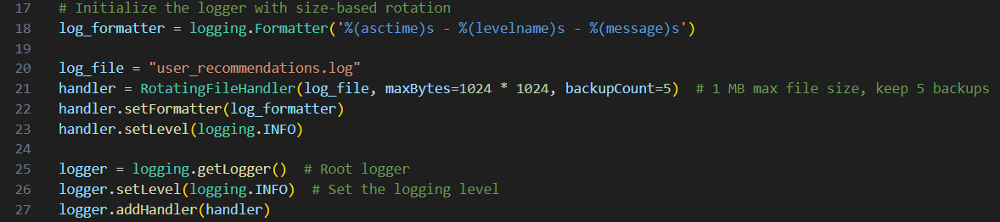 17 # Initialize the logger with size-based rotation
18 log_formatter = logging.Formatter('%(asctime)s - %(levelname)s - %(message)s')
19
20 log_file = "user_recommendations.log"
21 handler = RotatingFileHandler(log_file, maxBytes=1024 * 1024, backupCount=5)  # 1 MB max file size, keep 5 backups
22 handler.setFormatter(log_formatter)
23 handler.setLevel(logging.INFO)
24
25 logger = logging.getLogger()  # Root logger
26 logger.setLevel(logging.INFO)  # Set the logging level
27 logger.addHandler(handler)